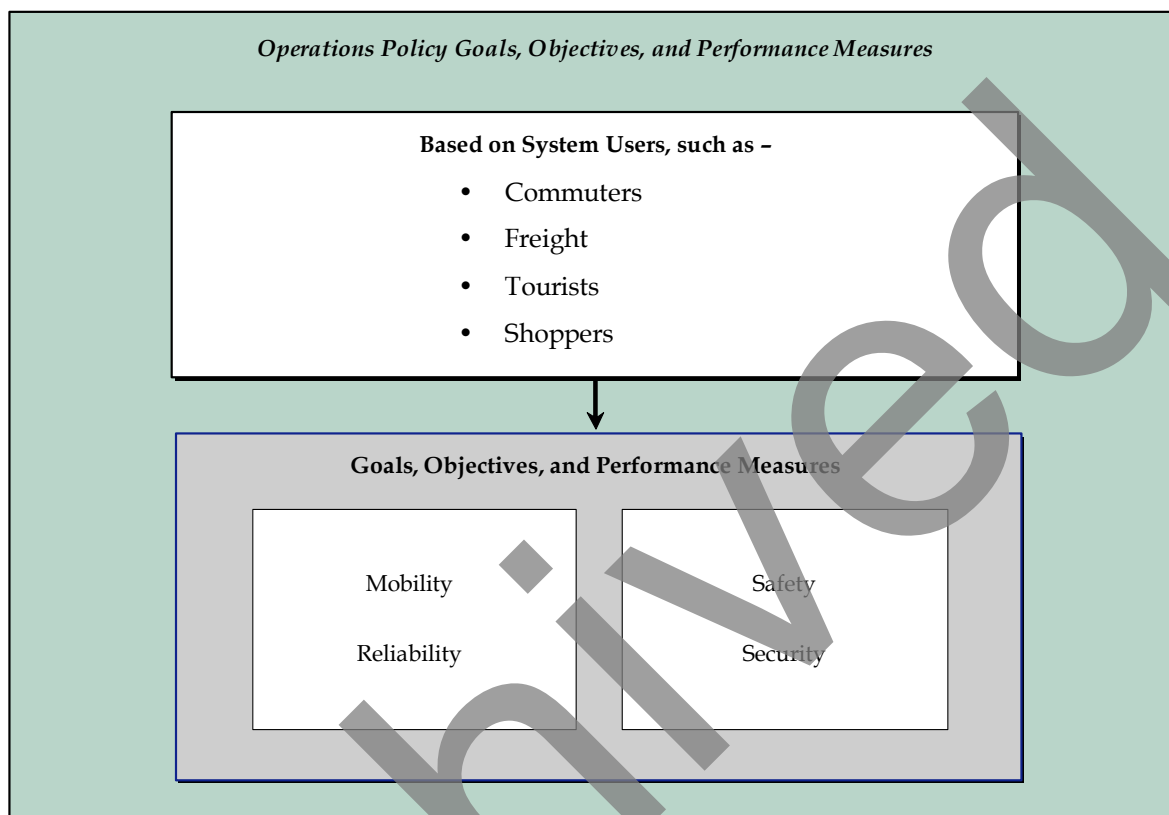 Operations Policy Goals, Objectives, and Performance Measures
Based on System Users, such as –
• Commuters
• Freight
• Tourists
• Shoppers
Goals, Objectives, and Performance Measures
Mobility
Reliability
Safety
Security
hived